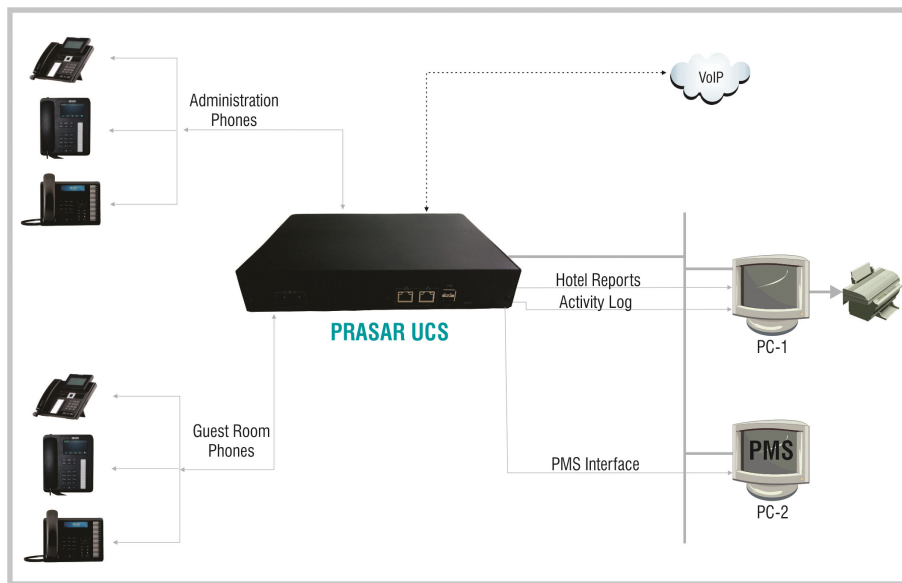 VoIP
Administration
Phones
Hotel Reports
Activity Log
PRASAR UCS
PC-1
Guest Room
Phones
PMS Interface
PMS
PC-2